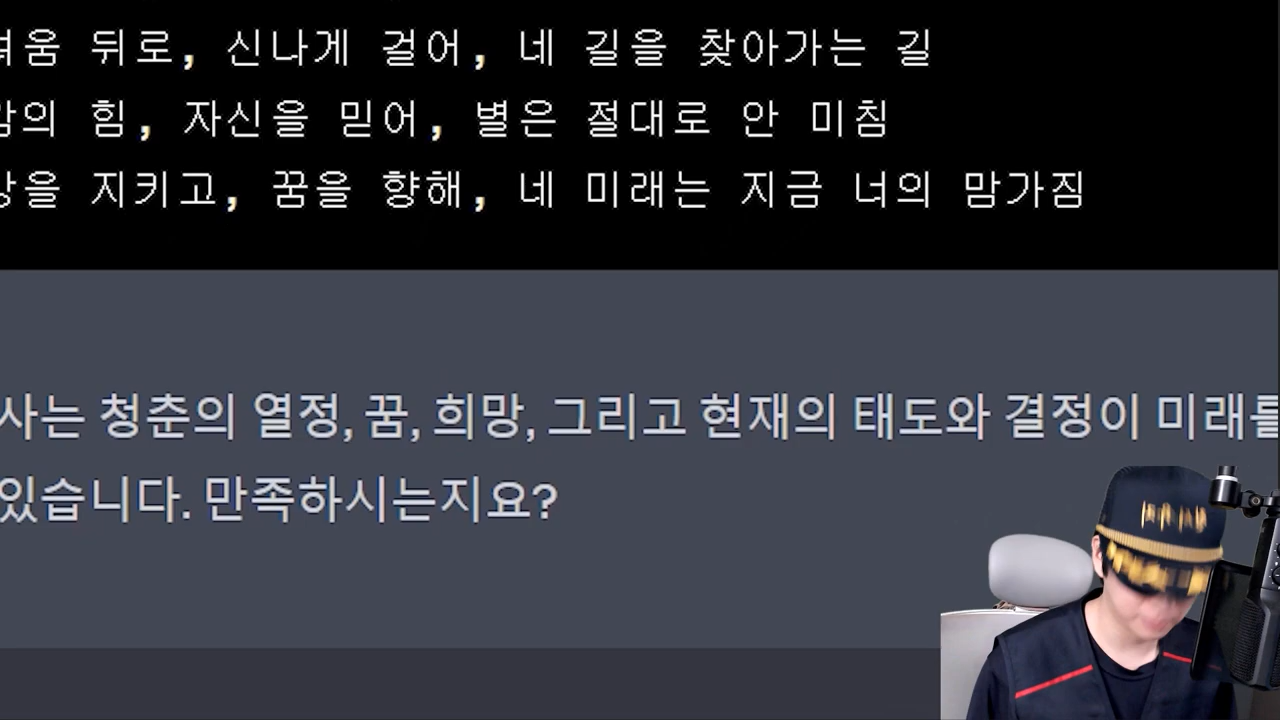 움 뒤로, 신나게 걸어, 네 길을 찾아가는 길
의 힘, 자신을 믿어, 별은 절대로 안 미침
을 지키고, 꿈을 향해, 네 미래는 지금 너의 맘가짐
사는 청춘의 열정, 꿈, 희망, 그리고 현재의 태도와 결정이 미래를
있습니다. 만족하시는지요?